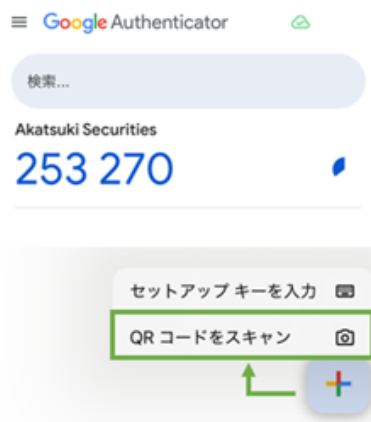 Google Authenticator
検索...
Akatsuki Securities
253 270
セットアップ キーを入力
QR コードをスキャン